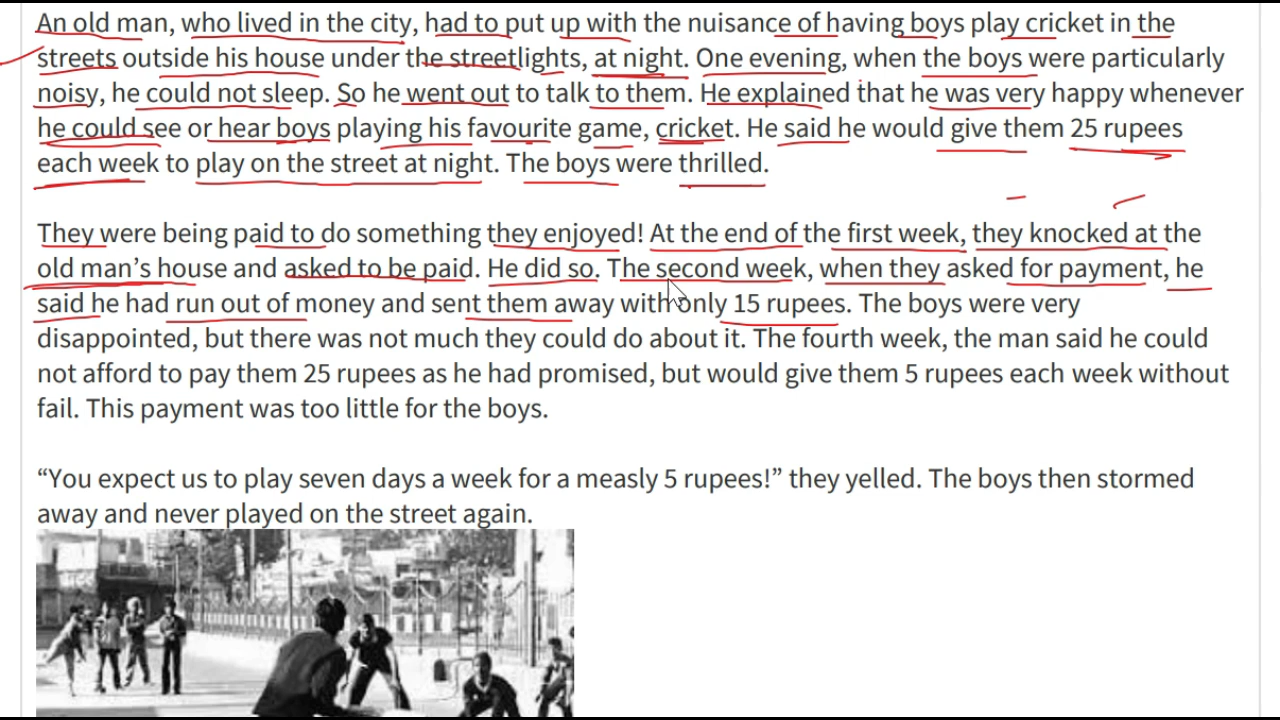 An old man, who lived in the city, had to put up with the nuisance of having boys play cricket in the
streets outside his house under the streetlights, at night. One evening, when the boys were particularly
noisy, he could not sleep. So he went out to talk to them. He explained that he was very happy whenever
he could see or hear boys playing his favourite game, cricket. He said he would give them 25 rupees
each week to play on the street at night. The boys were thrilled.
They were being paid to do something they enjoyed! At the end of the first week, they knocked at the
old man’s house and asked to be paid. He did so. The second week, when they asked for payment, he
said he had run out of money and sent them away with only 15 rupees. The boys were very
disappointed, but there was not much they could do about it. The fourth week, the man said he could
not afford to pay them 25 rupees as he had promised, but would give them 5 rupees each week without
fail. This payment was too little for the boys.
“You expect us to play seven days a week for a measly 5 rupees!” they yelled. The boys then stormed
away and never played on the street again.